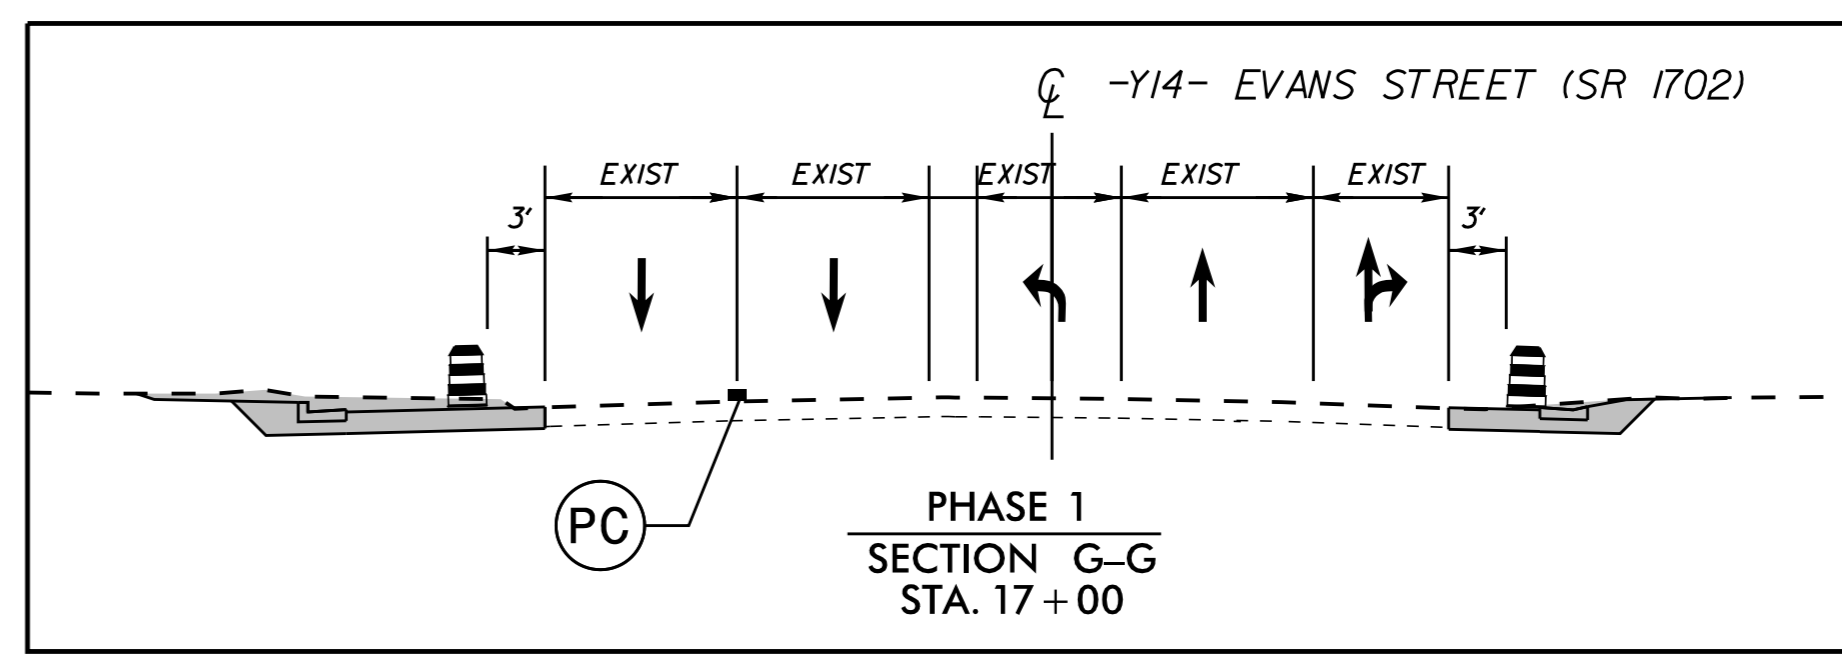 ℄ -Y14- EVANS STREET (SR 1702)
EXIST EXIST EXIST EXIST EXIST
3' 3'
PC
PHASE 1
SECTION G-G
STA. 17+00